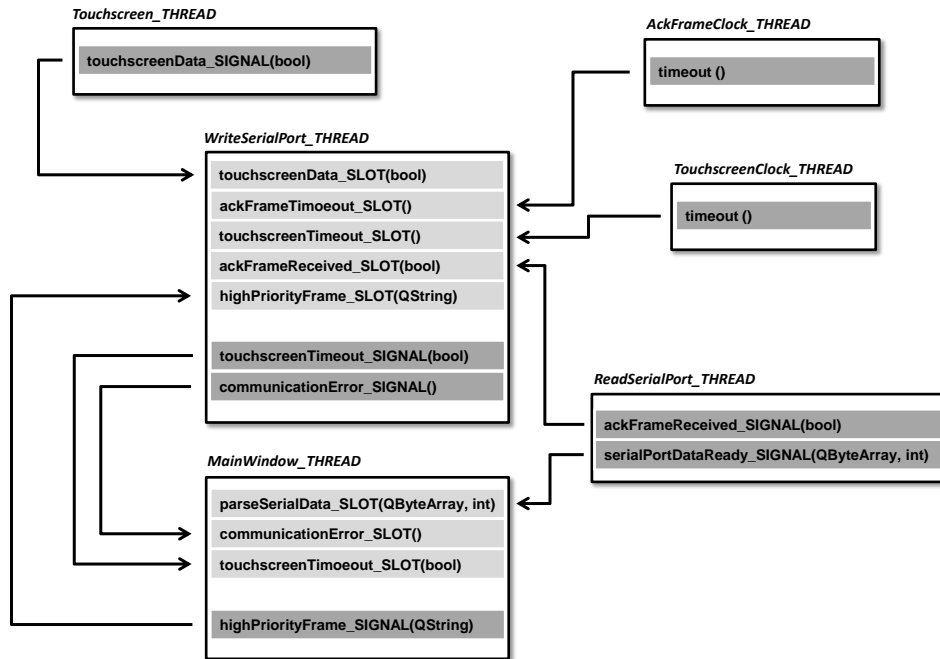 Touchscreen_THREAD
touchscreenData_SIGNAL(bool)
AckFrameClock_THREAD
timeout ()
WriteSerialPort_THREAD
touchscreenData_SLOT(bool)
ackFrameTimoeout_SLOT()
touchscreenTimeout_SLOT()
ackFrameReceived_SLOT(bool)
highPriorityFrame_SLOT(QString)
touchscreenTimeout_SIGNAL(bool)
communicationError_SIGNAL()
TouchscreenClock_THREAD
timeout ()
ReadSerialPort_THREAD
ackFrameReceived_SIGNAL(bool)
serialPortDataReady_SIGNAL(QByteArray, int)
MainWindow_THREAD
parseSerialData_SLOT(QByteArray, int)
communicationError_SLOT()
touchscreenTimoeout_SLOT(bool)
highPriorityFrame_SIGNAL(QString)